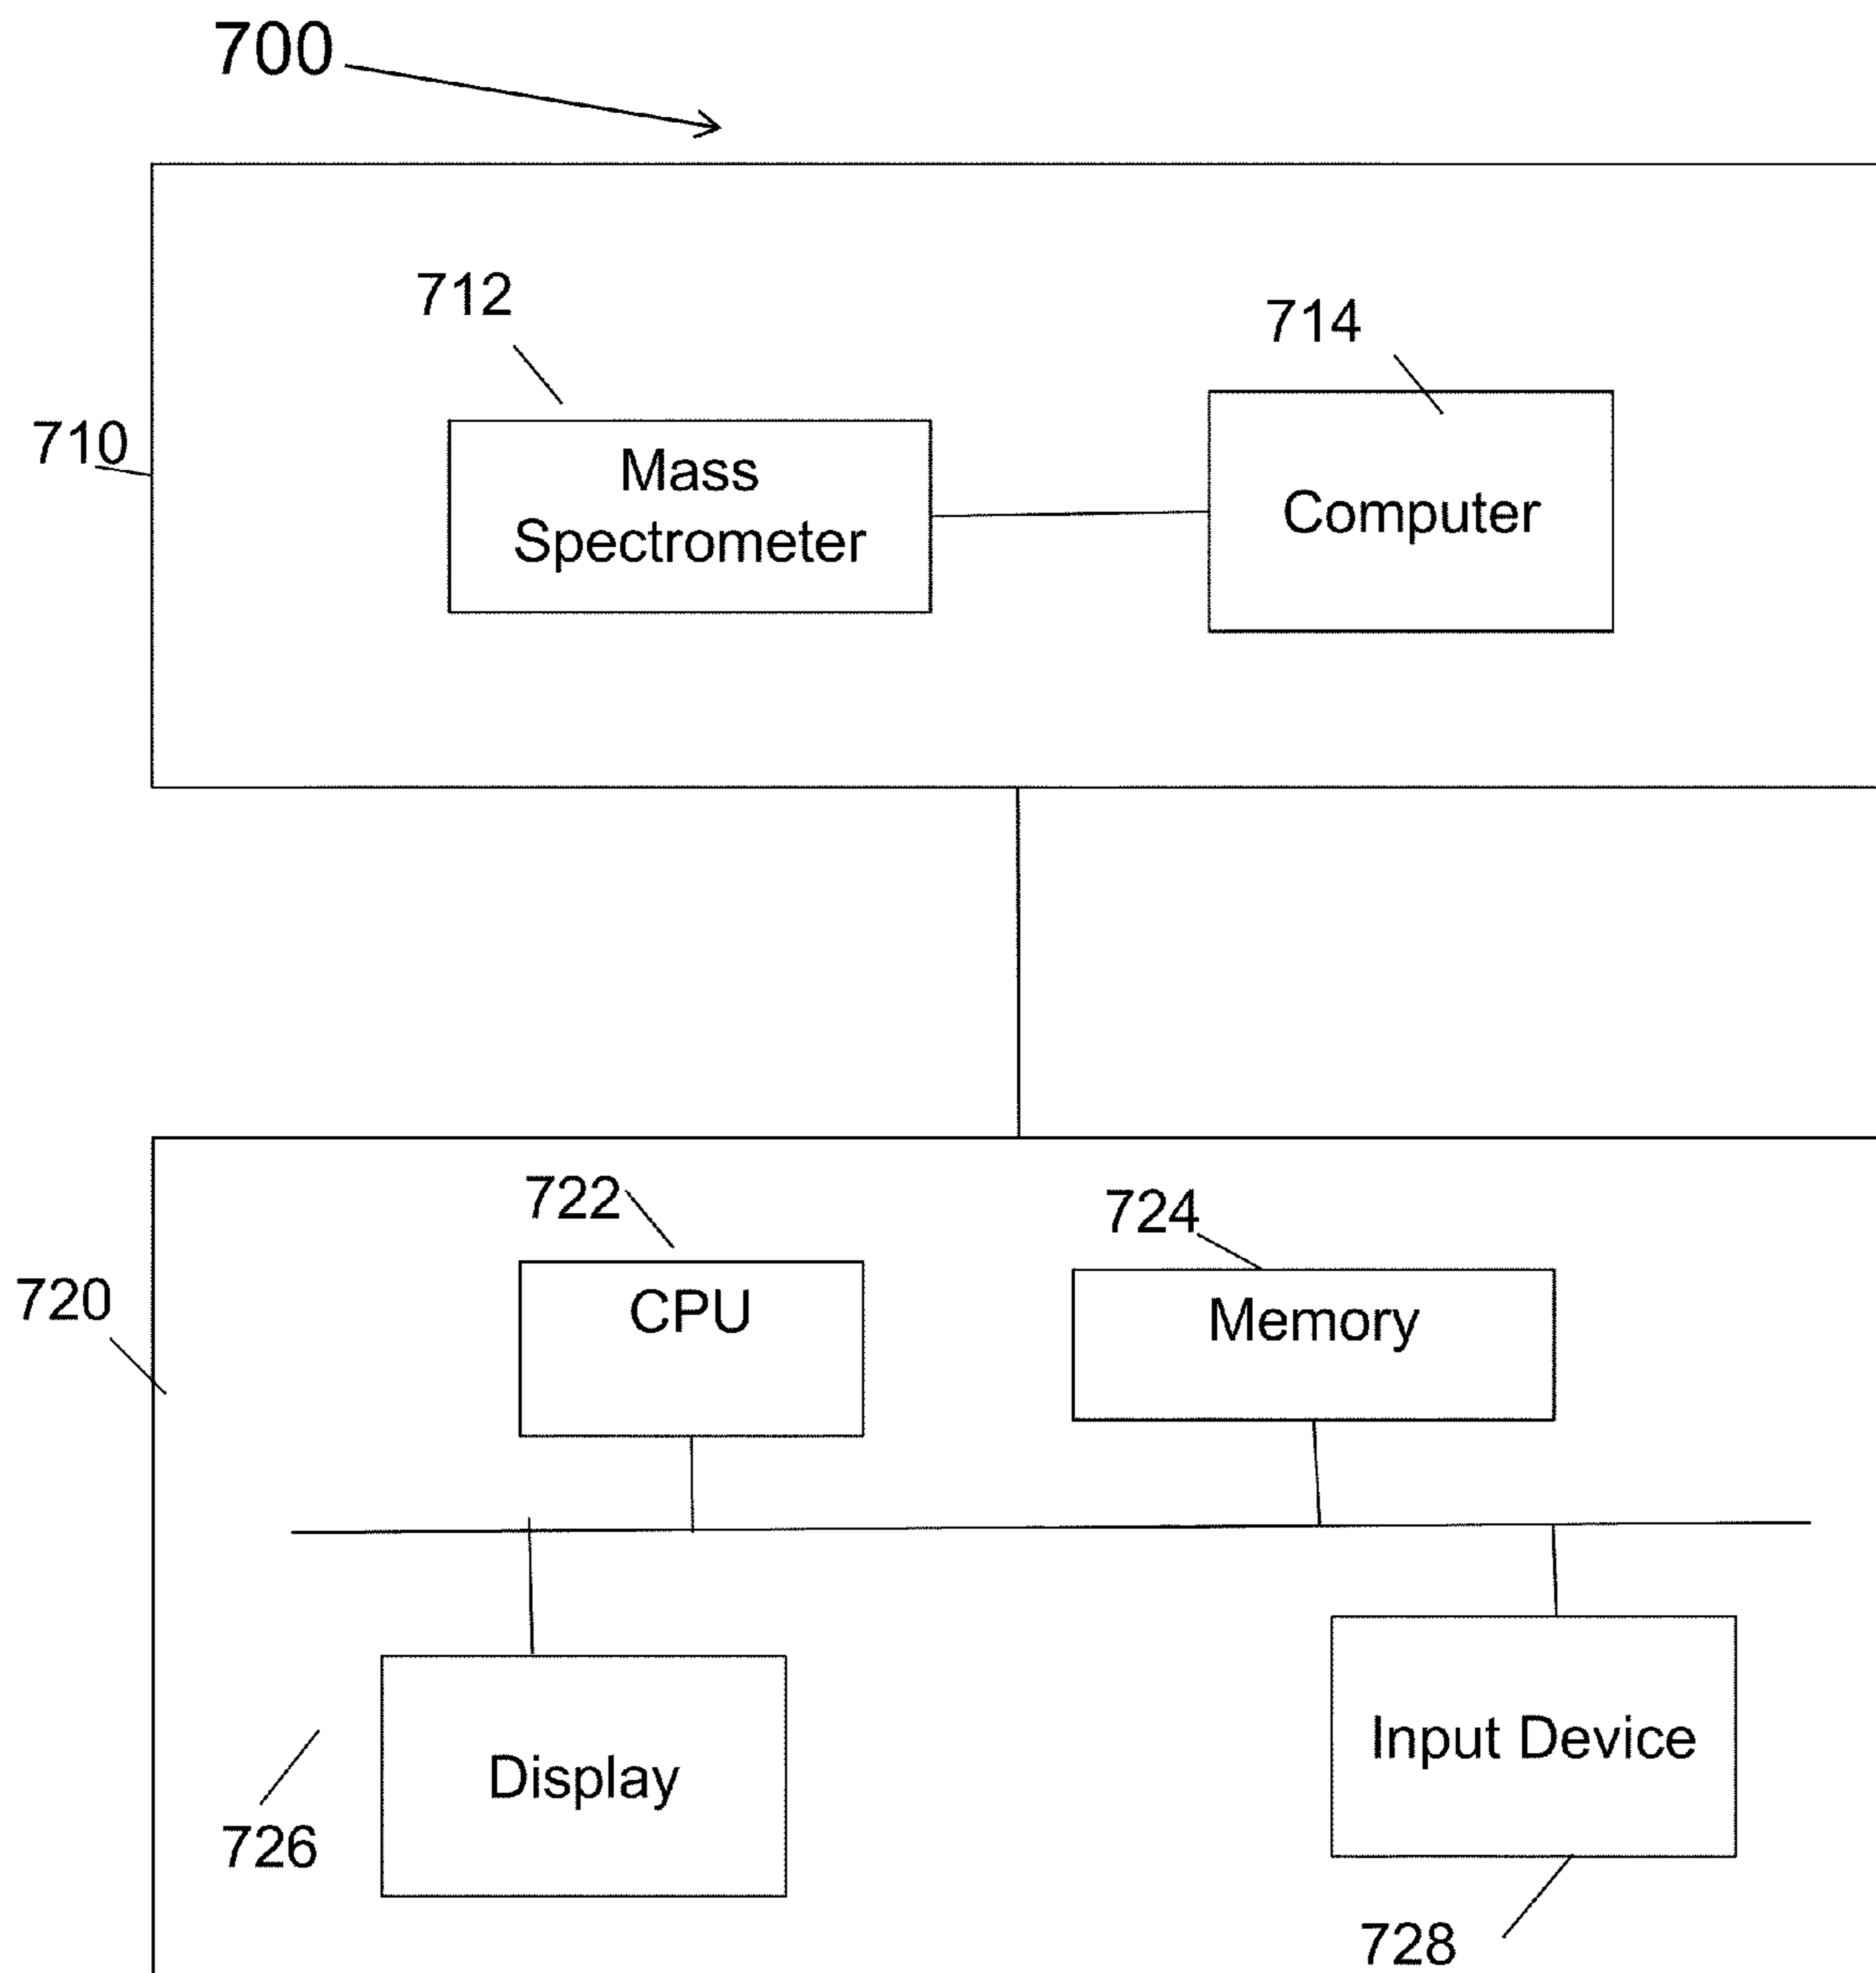 700
712
714
710
Mass
Spectrometer
Computer
722
724
720
CPU
Memory
Input Device
Display
726
728